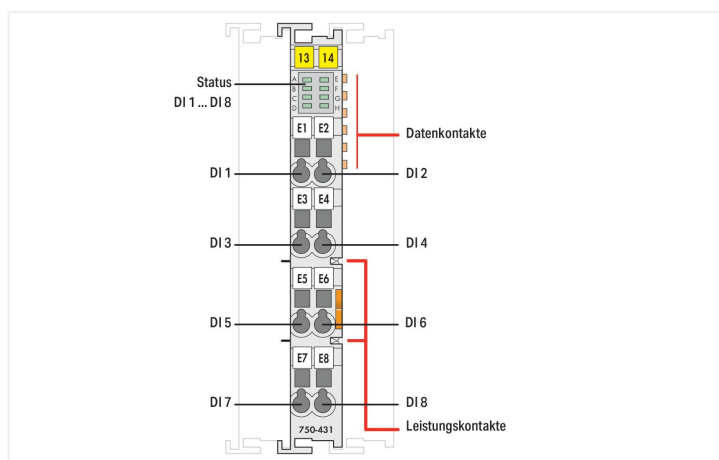 13 14
Status
DI 1 ... DI 8
A E
B F
C G
D H
E1 E2
Datenkontakte
DI 1 DI 2
E3 E4
DI 3 DI 4
E5 E6
DI 5 DI 6
E7 E8
DI 7 DI 8
Leistungskontakte
750-431